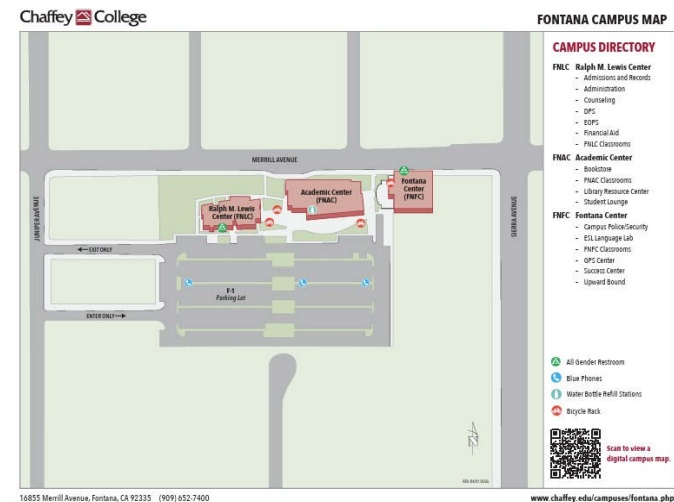 Chaffey College
FONTANA CAMPUS MAP
CAMPUS DIRECTORY
FNLC Ralph M. Lewis Center
- Admissions and Records
- Administration
- Counseling
- DPS
- EOPS
- Financial Aid
- FNLC Classrooms
FNAC Academic Center
- Bookstore
- FNAC Classrooms
- Library Resource Center
- Student Lounge
FNFC Fontana Center
- Campus Police/Security
- ESL Language Lab
- FNFC Classrooms
- GPS Center
- Success Center
- Upward Bound
MERRILL AVENUE
JUNIPER AVENUE
SIERRA AVENUE
Ralph M. Lewis
Center (FNLC)
Academic Center
(FNAC)
Fontana
Center
(FNFC)
EXIT ONLY
ENTER ONLY
F-1
Parking Lot
All Gender Restroom
Blue Phones
Water Bottle Refill Stations
Bicycle Rack
Scan to view a
digital campus map.
16855 Merrill Avenue, Fontana, CA 92335 (909) 652-7400
www.chaffey.edu/campuses/fontana.php